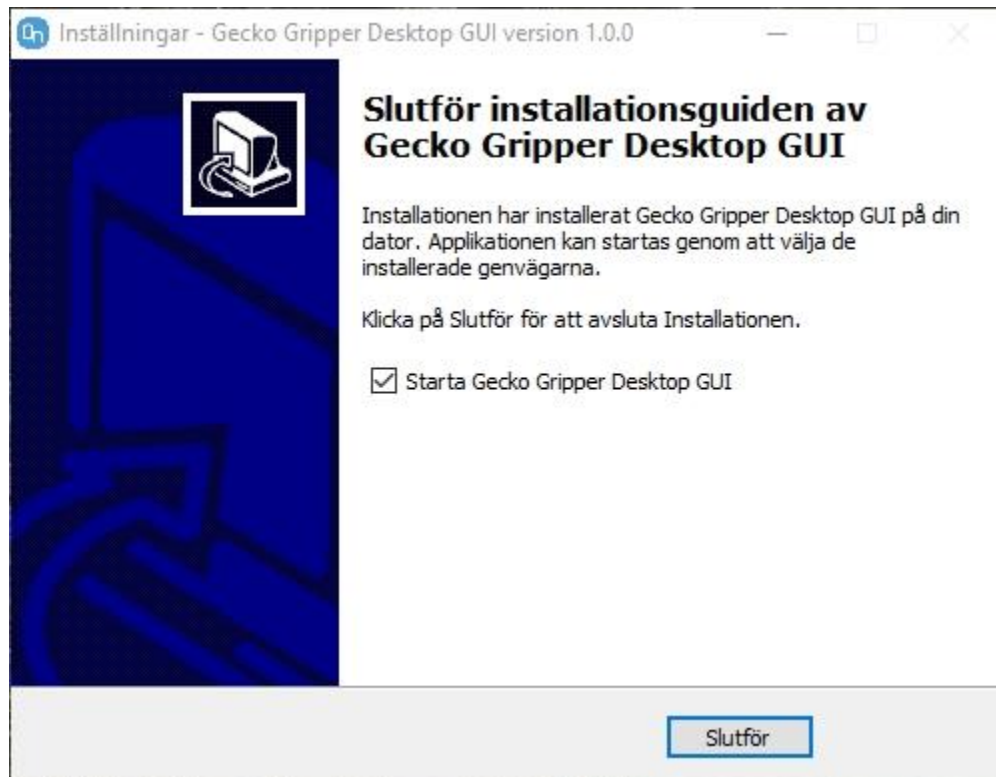 Inställningar - Gecko Gripper Desktop GUI version 1.0.0
Slutför installationsguiden av
Gecko Gripper Desktop GUI
Installationen har installerat Gecko Gripper Desktop GUI på din
dator. Applikationen kan startas genom att välja de
installerade genvägarna.
Klicka på Slutför för att avsluta Installationen.
Starta Gecko Gripper Desktop GUI
Slutför